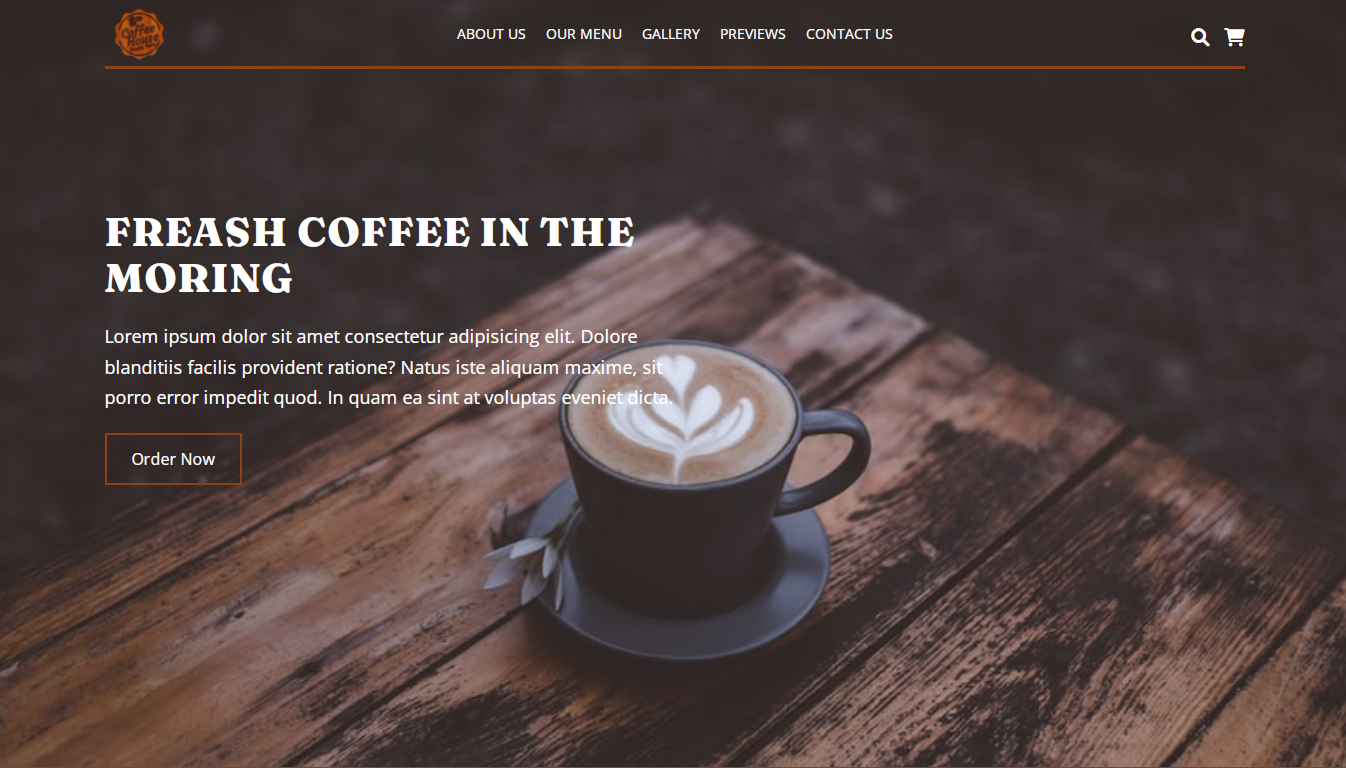 Coffee
House
ABOUT US OUR MENU GALLERY PREVIEWS CONTACT US
FREASH COFFEE IN THE
MORING
Lorem ipsum dolor sit amet consectetur adipisicing elit. Dolore
blanditiis facilis provident ratione? Natus iste aliquam maxime, sit
porro error impedit quod. In quam ea sint at voluptas eveniet dicta.
Order Now